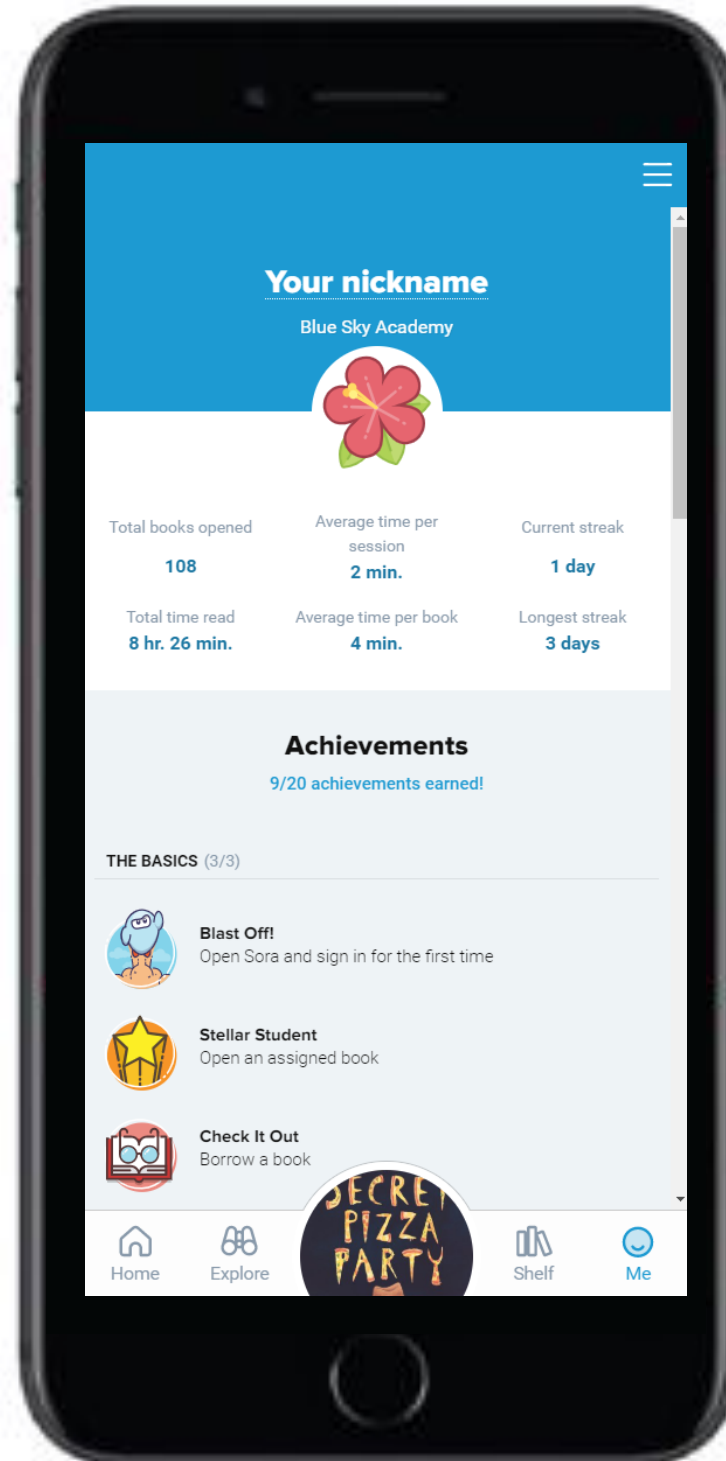 Your nickname
Blue Sky Academy
Total books opened
108
Average time per
session
2 min.
Current streak
1 day
Total time read
8 hr. 26 min.
Average time per book
4 min.
Longest streak
3 days
Achievements
9/20 achievements earned!
THE BASICS (3/3)
Blast Off!
Open Sora and sign in for the first time
Stellar Student
Open an assigned book
Check It Out
Borrow a book
SECRET
PIZZA
PARTY
Home
Explore
Shelf
Me